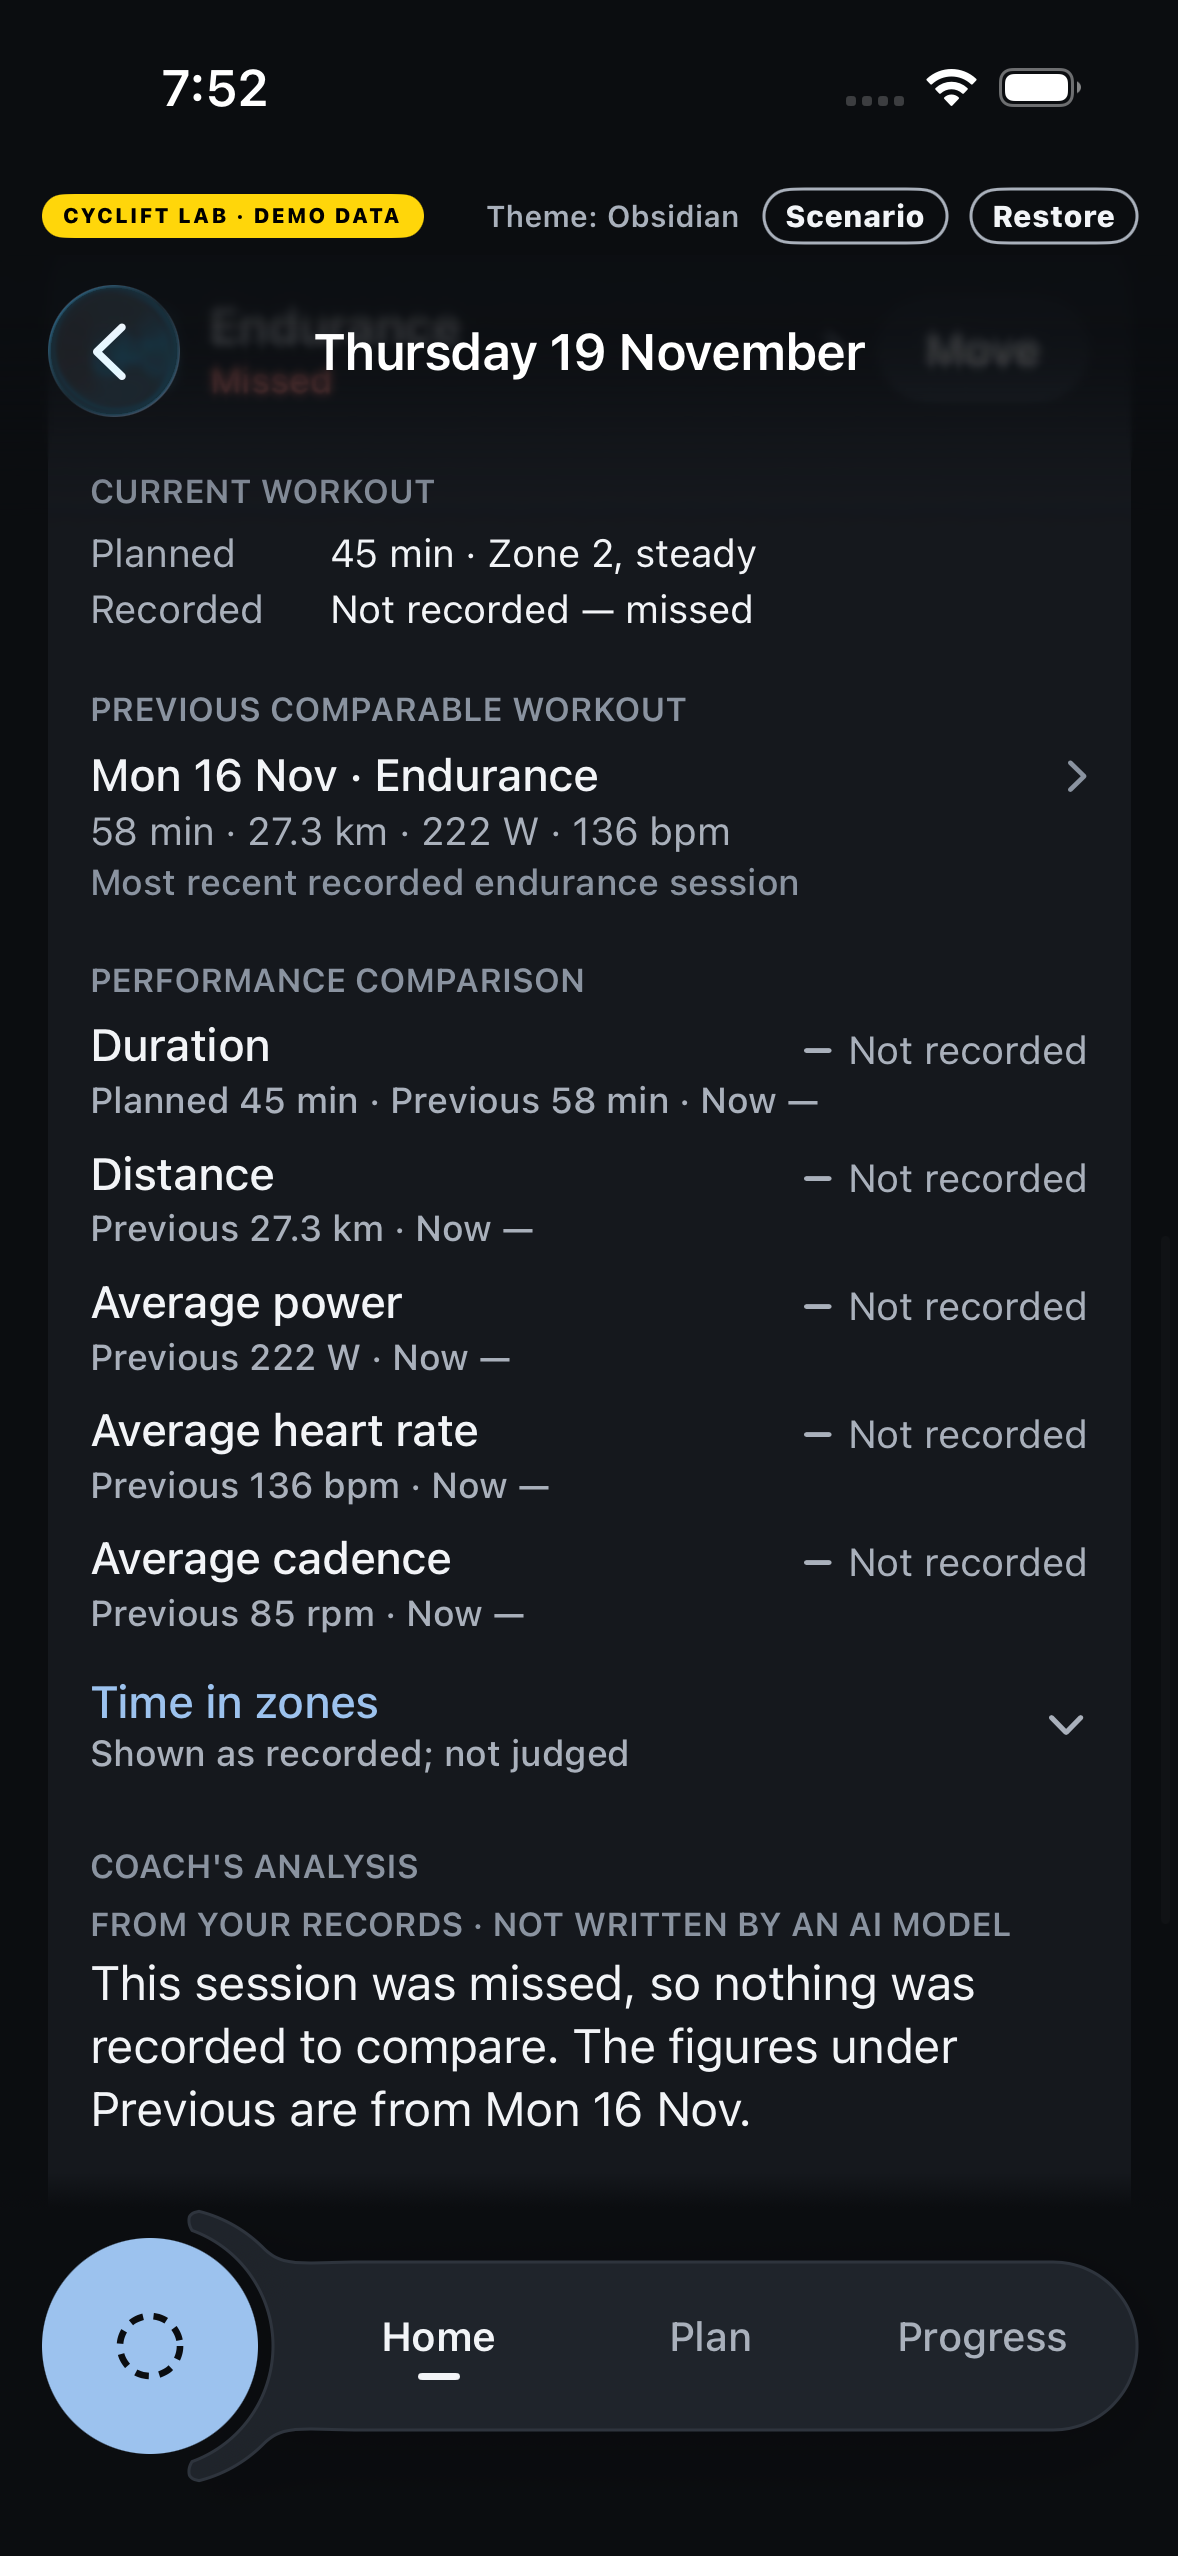 7:52
CYCLIFT LAB · DEMO DATA
Theme: Obsidian
Scenario
Restore
Endurance
Missed
Thursday 19 November
Move
CURRENT WORKOUT
Planned 45 min · Zone 2, steady
Recorded Not recorded — missed
PREVIOUS COMPARABLE WORKOUT
Mon 16 Nov · Endurance
58 min · 27.3 km · 222 W · 136 bpm
Most recent recorded endurance session
PERFORMANCE COMPARISON
Duration — Not recorded
Planned 45 min · Previous 58 min · Now —
Distance — Not recorded
Previous 27.3 km · Now —
Average power — Not recorded
Previous 222 W · Now —
Average heart rate — Not recorded
Previous 136 bpm · Now —
Average cadence — Not recorded
Previous 85 rpm · Now —
Time in zones
Shown as recorded; not judged
COACH'S ANALYSIS
FROM YOUR RECORDS · NOT WRITTEN BY AN AI MODEL
This session was missed, so nothing was
recorded to compare. The figures under
Previous are from Mon 16 Nov.
Home
Plan
Progress